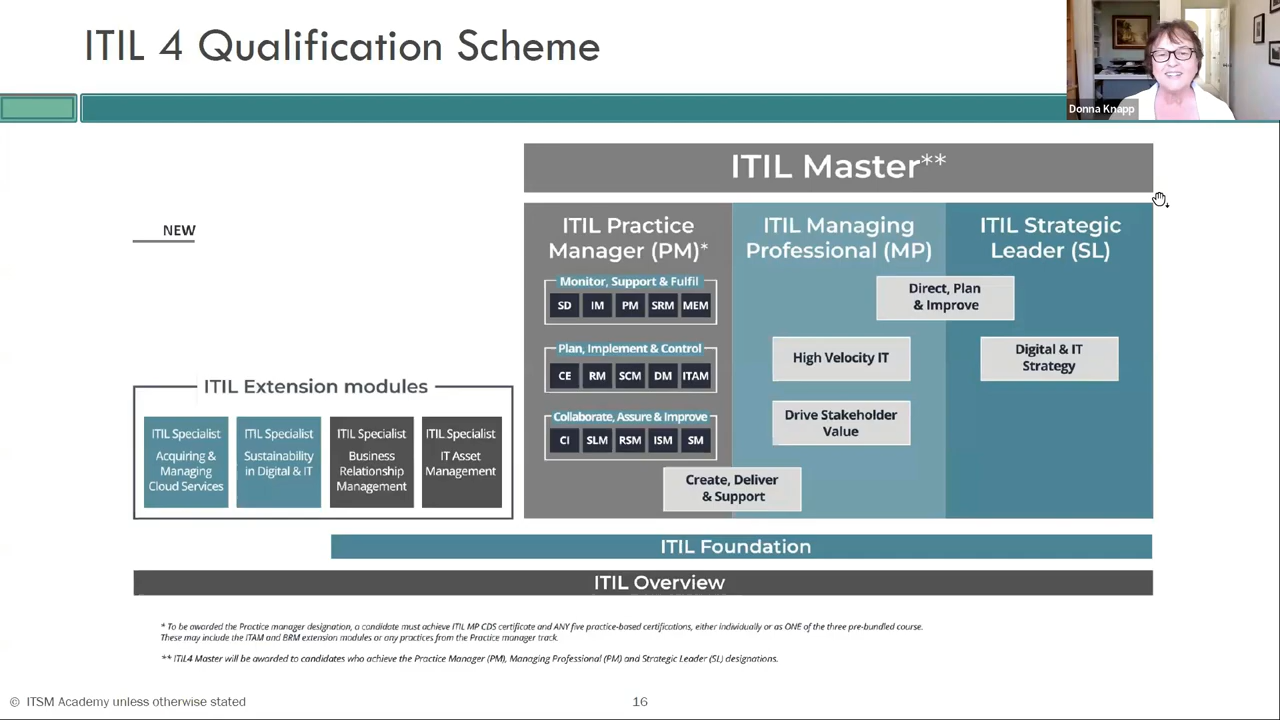 ITIL 4 Qualification Scheme
Donna Knapp
ITIL Master**
NEW
ITIL Practice
Manager (PM)*
ITIL Managing
Professional (MP)
ITIL Strategic
Leader (SL)
Monitor, Support & Fulfil
SD IM PM SRM MEM
Plan, Implement & Control
CE RM SCM DM ITAM
Collaborate, Assure & Improve
CI SLM RSM ISM SM
Direct, Plan
& Improve
High Velocity IT
Digital & IT
Strategy
Drive Stakeholder
Value
Create, Deliver
& Support
ITIL Extension modules
ITIL Specialist
Acquiring &
Managing
Cloud Services
ITIL Specialist
Sustainability
in Digital & IT
ITIL Specialist
Business
Relationship
Management
ITIL Specialist
IT Asset
Management
ITIL Foundation
ITIL Overview
* To be awarded the Practice manager designation, a candidate must achieve ITIL MP CDS certificate and ANY five practice-based certifications, either individually or as ONE of the three pre-bundled course.
These may include the ITAM and BRM extension modules or any practices from the Practice manager track.
** ITIL4 Master will be awarded to candidates who achieve the Practice Manager (PM), Managing Professional (PM) and Strategic Leader (SL) designations.
© ITSM Academy unless otherwise stated
16